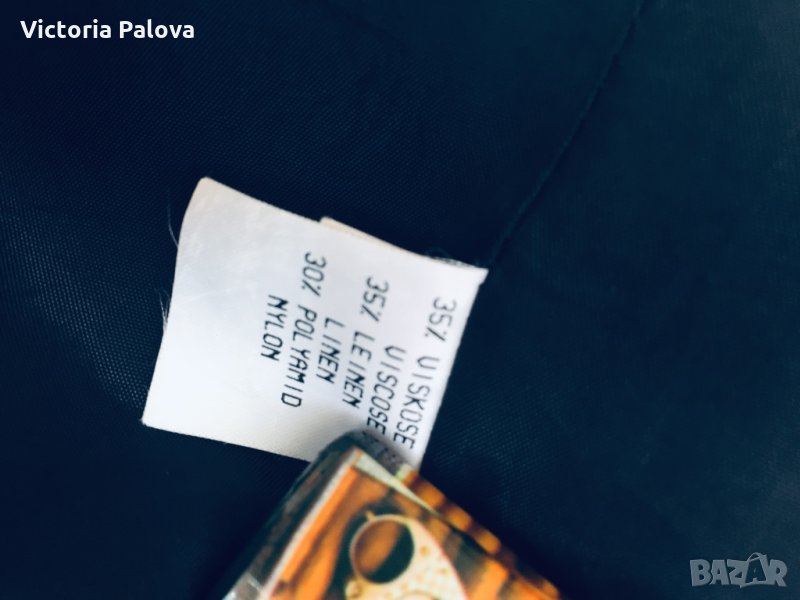 Victoria Palova
35% VISKOSE
VISCOSE
35% LEINEN
LINEN
30% POLYAMID
NYLON
BAZAR